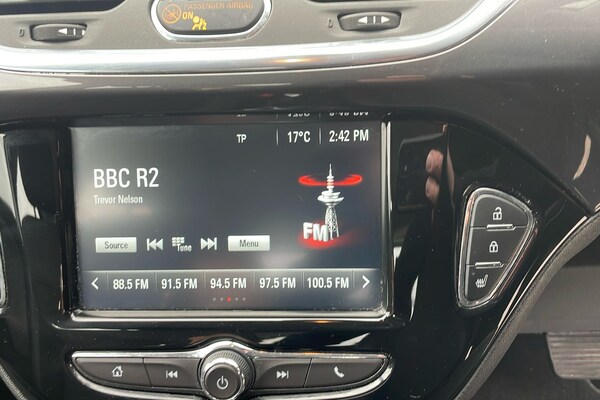 PASSENGER AIRBAG
ON
TP 17°C 2:42 PM
BBC R2
Trevor Nelson
FM
Source Tune Menu
88.5 FM 91.5 FM 94.5 FM 97.5 FM 100.5 FM